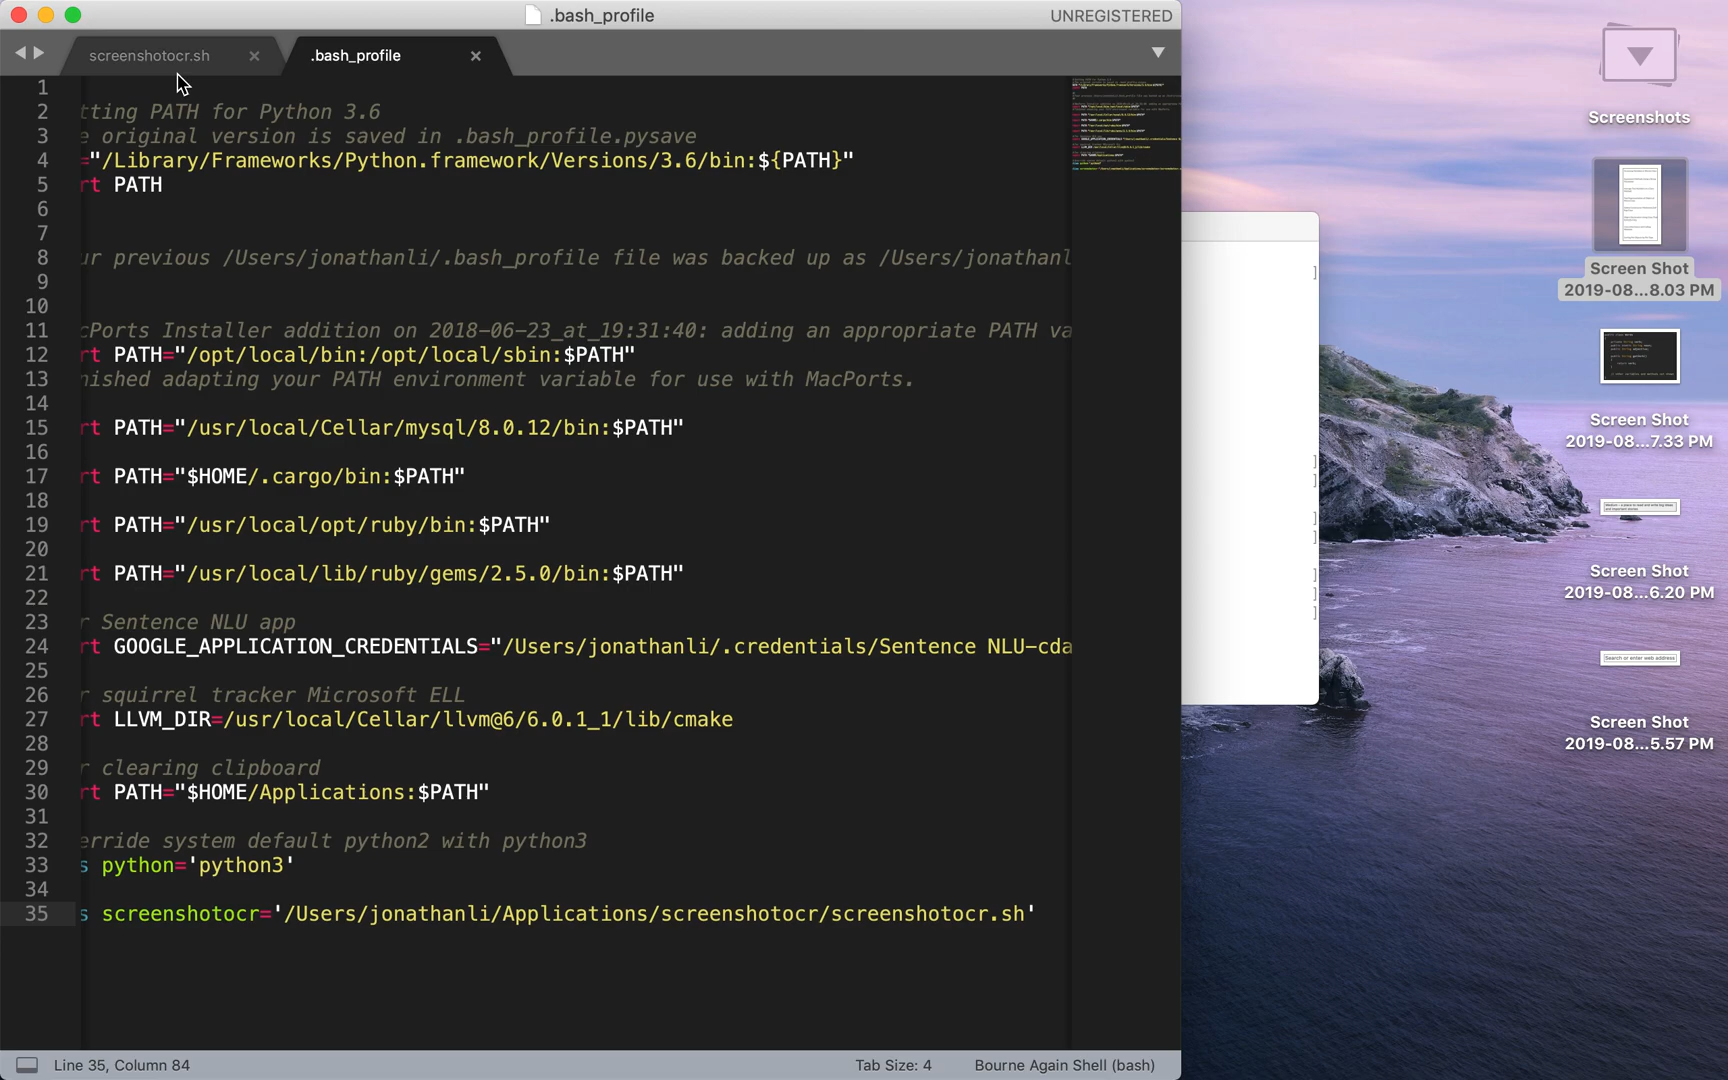 .bash_profile
UNREGISTERED
screenshotocr.sh
.bash_profile
1
2 tting PATH for Python 3.6
3 e original version is saved in .bash_profile.pysave
4 ="/Library/Frameworks/Python.framework/Versions/3.6/bin:${PATH}"
5 rt PATH
6
7
8 ur previous /Users/jonathanli/.bash_profile file was backed up as /Users/jonathanl
9
10
11 cPorts Installer addition on 2018-06-23_at_19:31:40: adding an appropriate PATH va
12 rt PATH="/opt/local/bin:/opt/local/sbin:$PATH"
13 nished adapting your PATH environment variable for use with MacPorts.
14
15 rt PATH="/usr/local/Cellar/mysql/8.0.12/bin:$PATH"
16
17 rt PATH="$HOME/.cargo/bin:$PATH"
18
19 rt PATH="/usr/local/opt/ruby/bin:$PATH"
20
21 rt PATH="/usr/local/lib/ruby/gems/2.5.0/bin:$PATH"
22
23 r Sentence NLU app
24 rt GOOGLE_APPLICATION_CREDENTIALS="/Users/jonathanli/.credentials/Sentence NLU-cda
25
26 r squirrel tracker Microsoft ELL
27 rt LLVM_DIR=/usr/local/Cellar/llvm@6/6.0.1_1/lib/cmake
28
29 r clearing clipboard
30 rt PATH="$HOME/Applications:$PATH"
31
32 erride system default python2 with python3
33 s python='python3'
34
35 s screenshotocr='/Users/jonathanli/Applications/screenshotocr/screenshotocr.sh'
Line 35, Column 84
Tab Size: 4
Bourne Again Shell (bash)
]
]
]
]
]
]
]
]
Screenshots
Screen Shot
2019-08...8.03 PM
Screen Shot
2019-08...7.33 PM
Screen Shot
2019-08...6.20 PM
Search or enter web address
Screen Shot
2019-08...5.57 PM